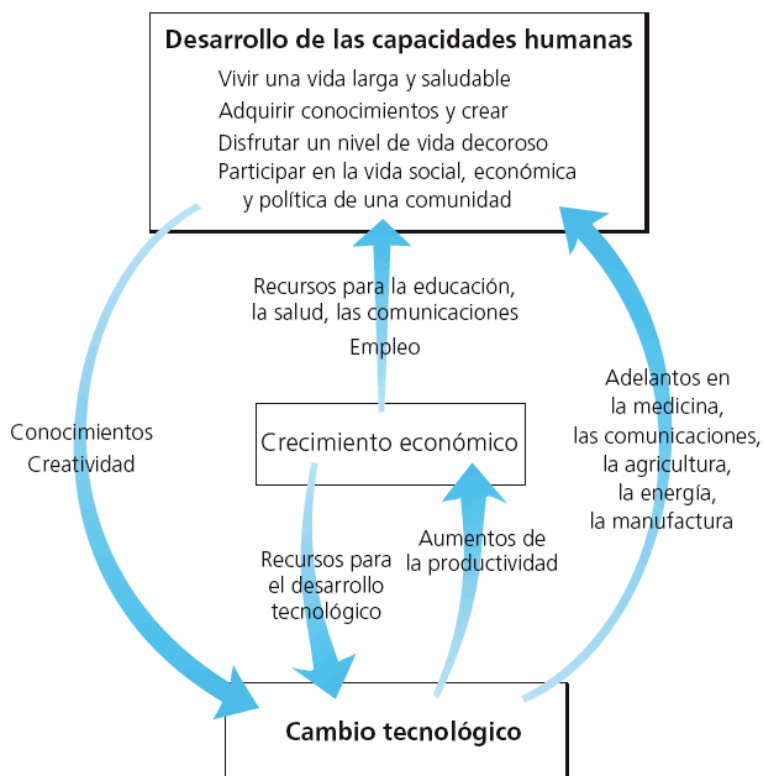 Desarrollo de las capacidades humanas
Vivir una vida larga y saludable
Adquirir conocimientos y crear
Disfrutar un nivel de vida decoroso
Participar en la vida social, económica
y política de una comunidad
Recursos para la educación,
la salud, las comunicaciones
Empleo
Conocimientos
Creatividad
Crecimiento económico
Adelantos en
la medicina,
las comunicaciones,
la agricultura,
la energía,
la manufactura
Recursos para
el desarrollo
tecnológico
Aumentos de
la productividad
Cambio tecnológico